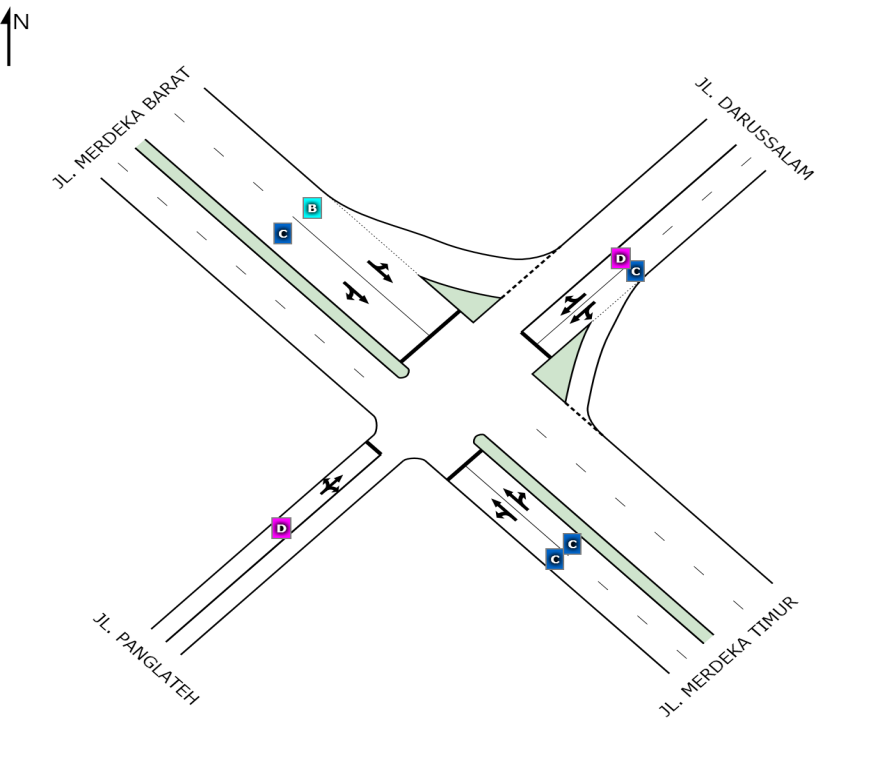 N
JL. MERDEKA BARAT
JL. DARUSSALAM
B
C
D
C
D
C
C
JL. PANGLATEH
JL. MERDEKA TIMUR